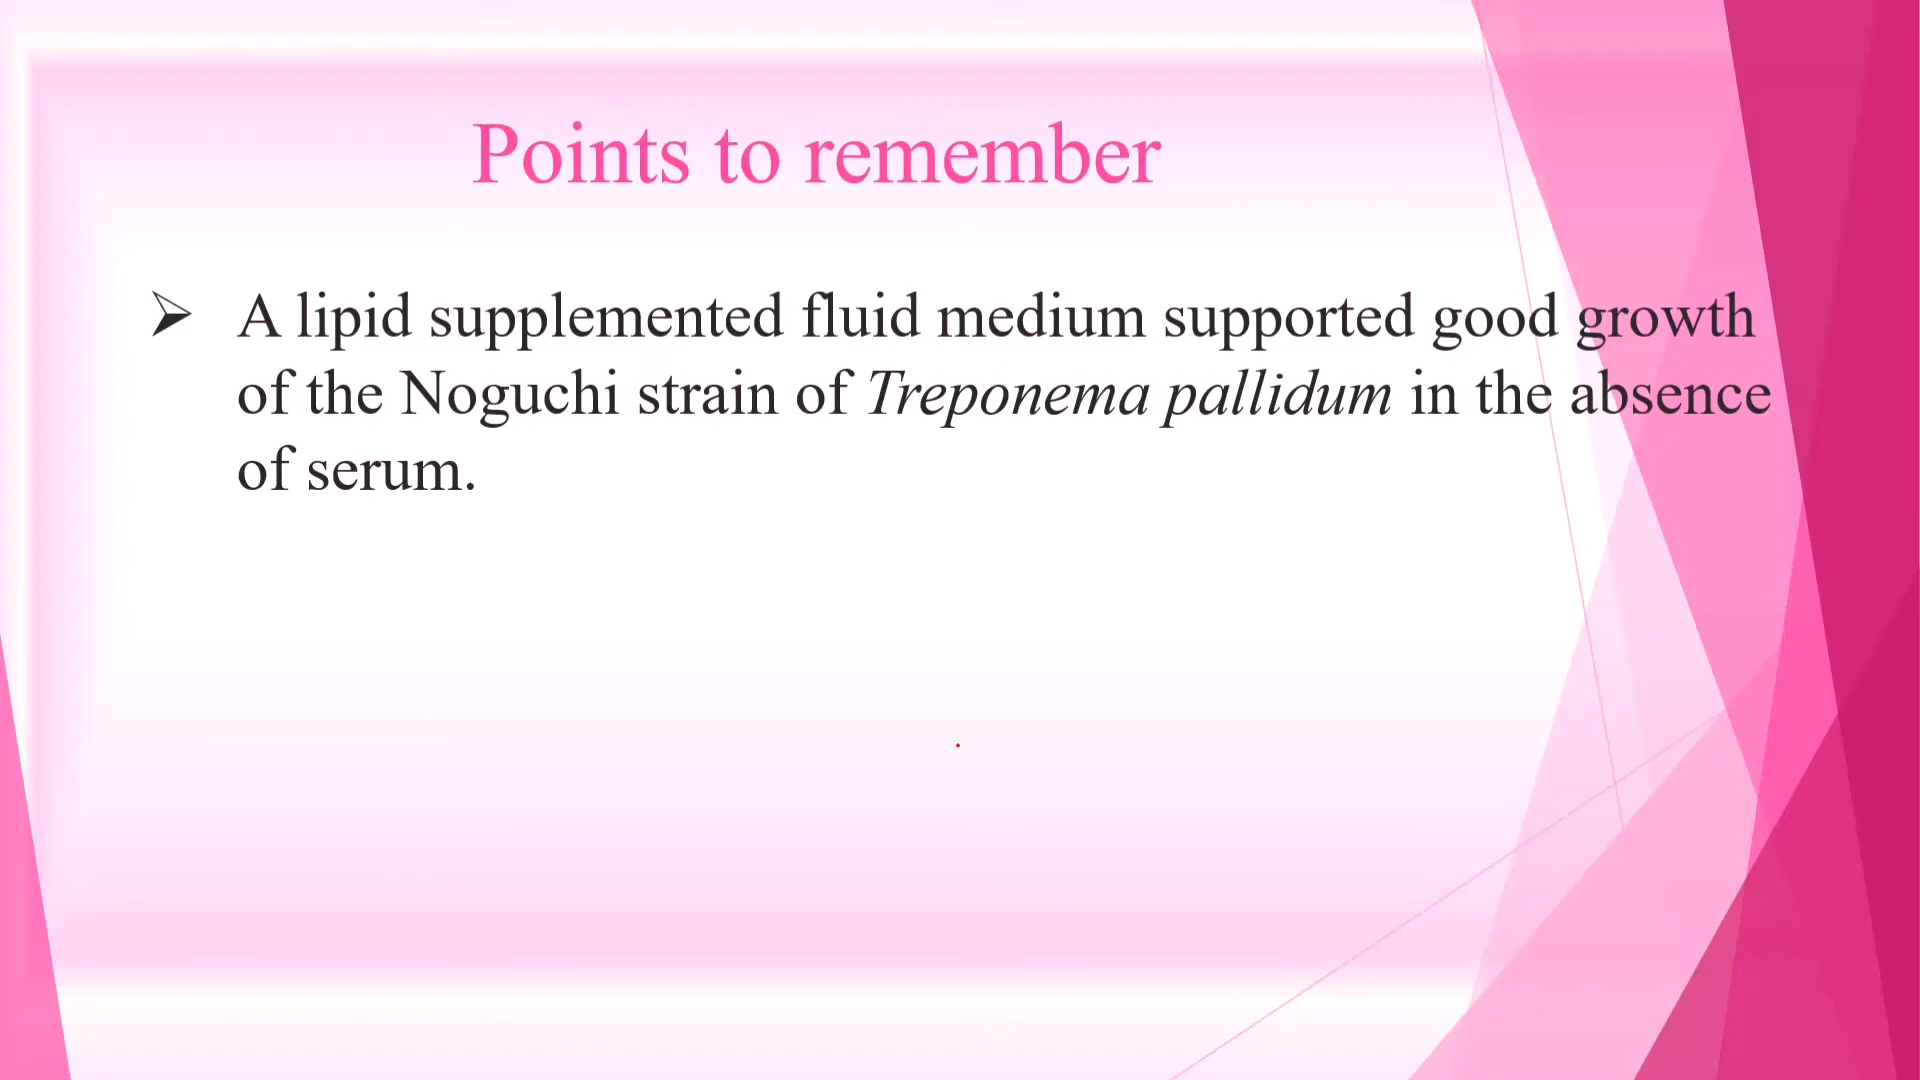 Points to remember
A lipid supplemented fluid medium supported good growth
of the Noguchi strain of Treponema pallidum in the absence
of serum.